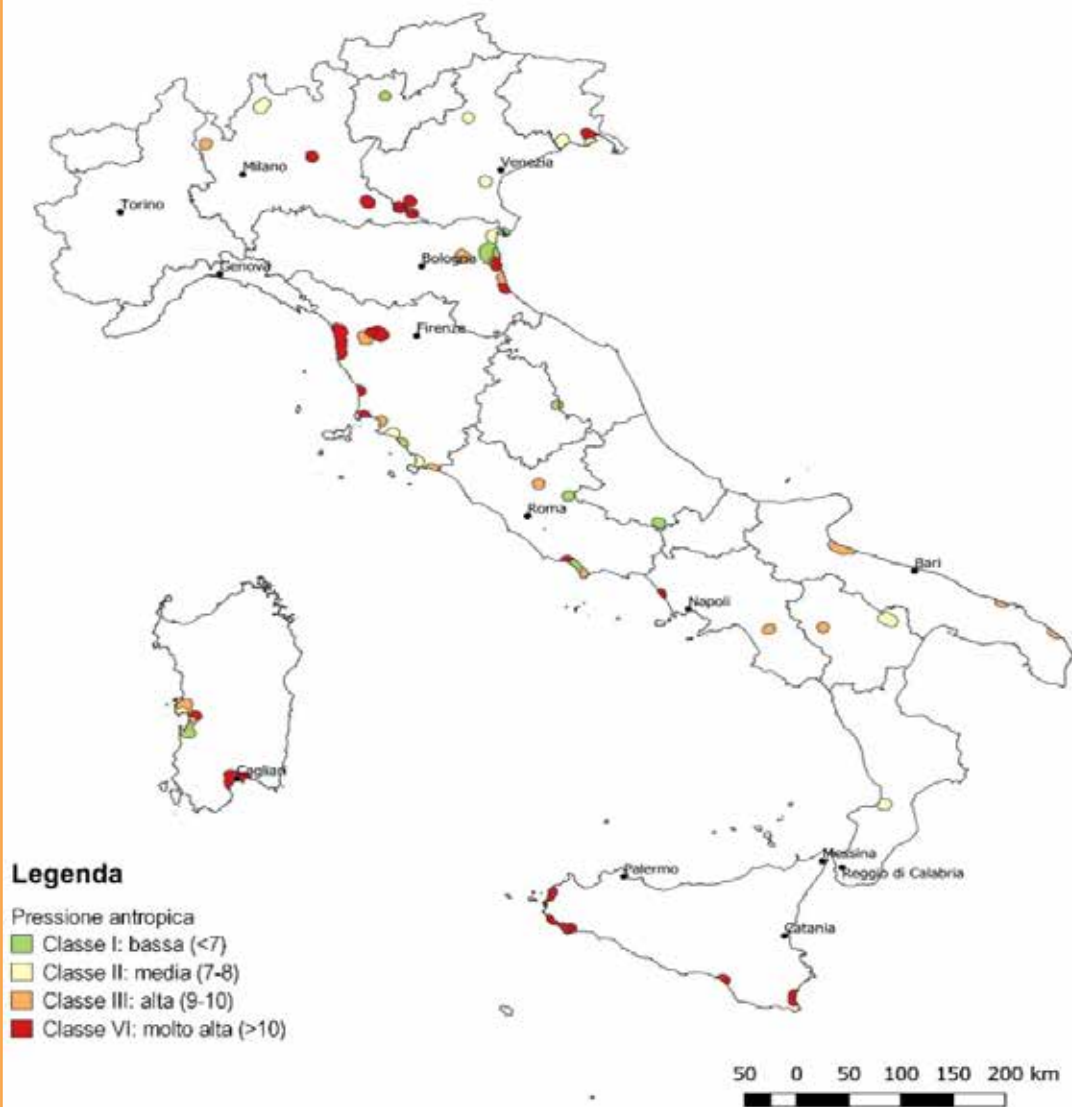 Milano
Venezia
Torino
Bologna
Genova
Firenze
Roma
Bari
Napoli
Cagliari
Messina
Palermo
Reggio di Calabria
Catania
Legenda
Pressione antropica
Classe I: bassa (<7)
Classe II: media (7-8)
Classe III: alta (9-10)
Classe VI: molto alta (>10)
50 0 50 100 150 200 km